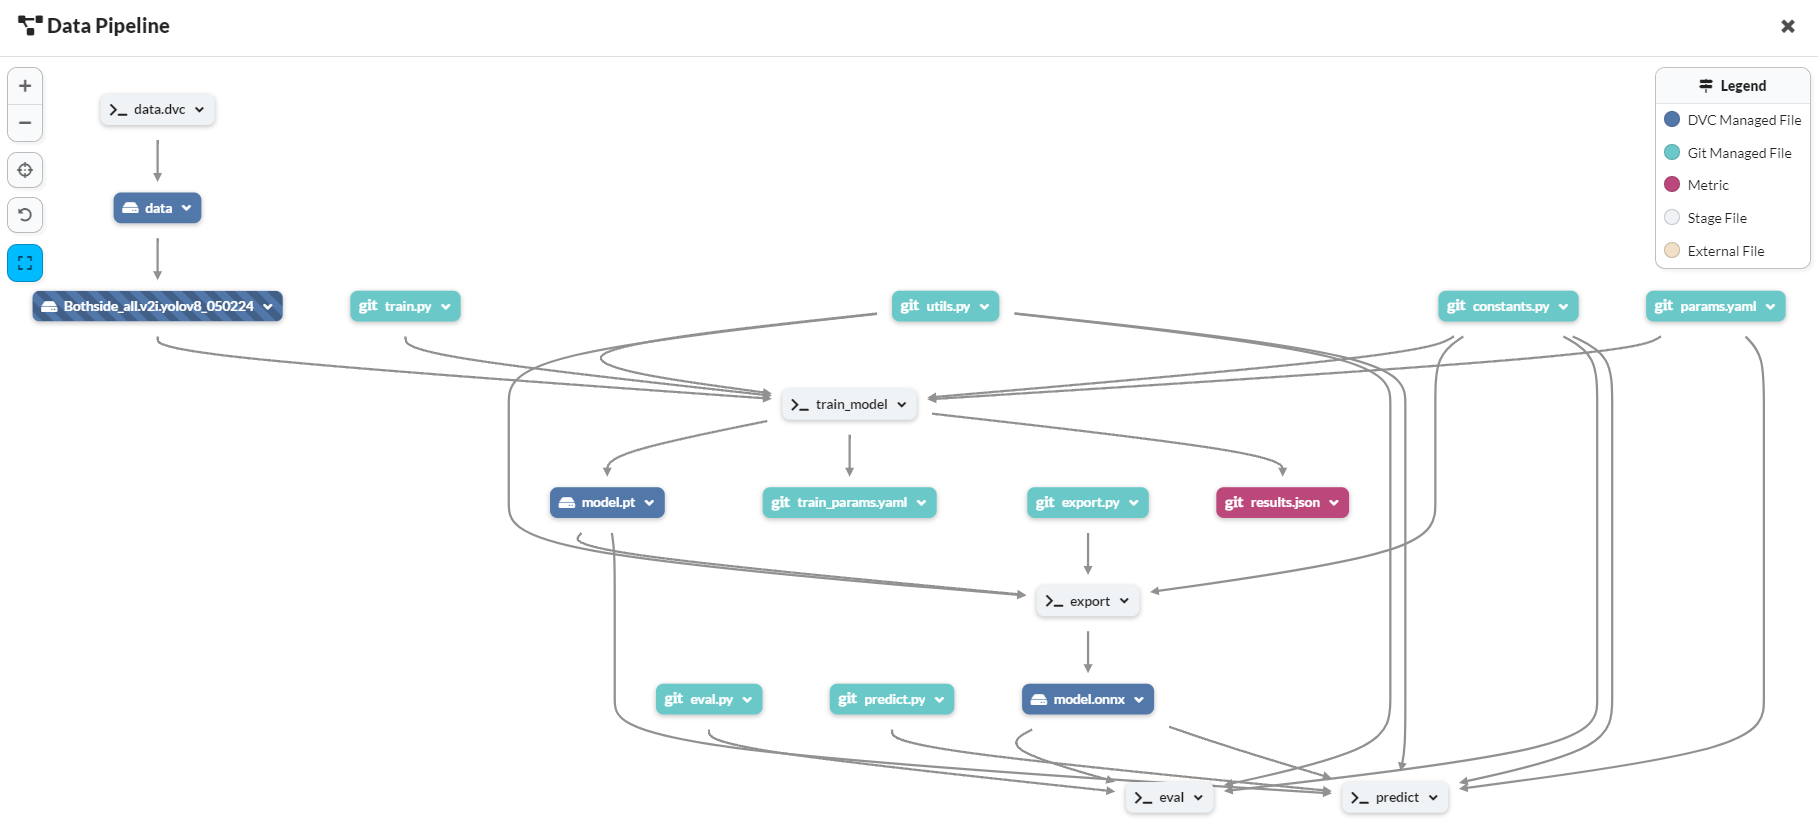 Data Pipeline
Legend
DVC Managed File
Git Managed File
Metric
Stage File
External File
data.dvc
data
Bothside_all.v2i.yolov8_050224
git train.py
git utils.py
git constants.py
git params.yaml
train_model
model.pt
git train_params.yaml
git export.py
git results.json
export
git eval.py
git predict.py
model.onnx
eval
predict